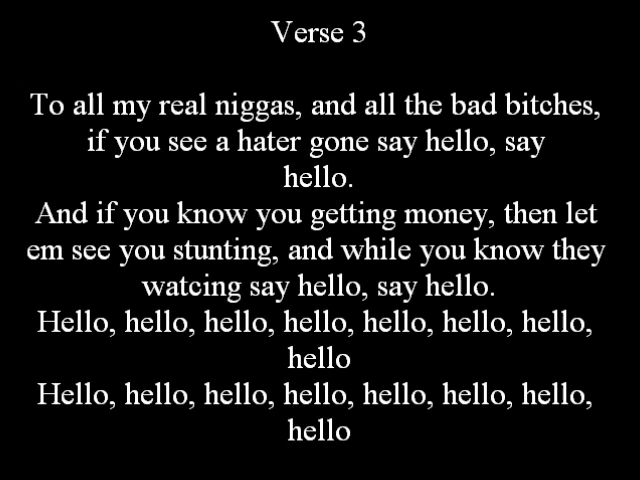 Verse 3
To all my real niggas, and all the bad bitches,
if you see a hater gone say hello, say
hello.
And if you know you getting money, then let
em see you stunting, and while you know they
watcing say hello, say hello.
Hello, hello, hello, hello, hello, hello, hello,
hello
Hello, hello, hello, hello, hello, hello, hello,
hello